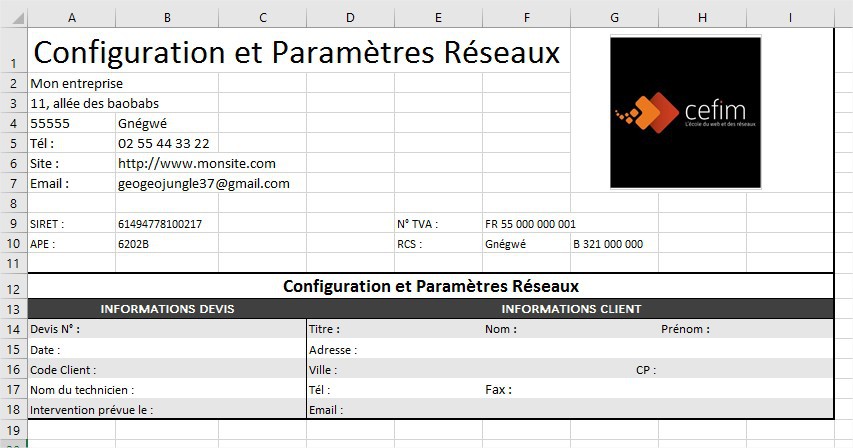 A B C D E F G H I
1 Configuration et Paramètres Réseaux
cefim
L'école du web et des réseaux
2 Mon entreprise
3 11, allée des baobabs
4 55555 Gnégwé
5 Tél : 02 55 44 33 22
6 Site : http://www.monsite.com
7 Email : geogeojungle37@gmail.com
8
9 SIRET : 61494778100217 N° TVA : FR 55 000 000 001
10 APE : 6202B RCS : Gnégwé B 321 000 000
11
12 Configuration et Paramètres Réseaux
13 INFORMATIONS DEVIS INFORMATIONS CLIENT
14 Devis N° : Titre : Nom : Prénom :
15 Date : Adresse :
16 Code Client : Ville : CP :
17 Nom du technicien : Tél : Fax :
18 Intervention prévue le : Email :
19